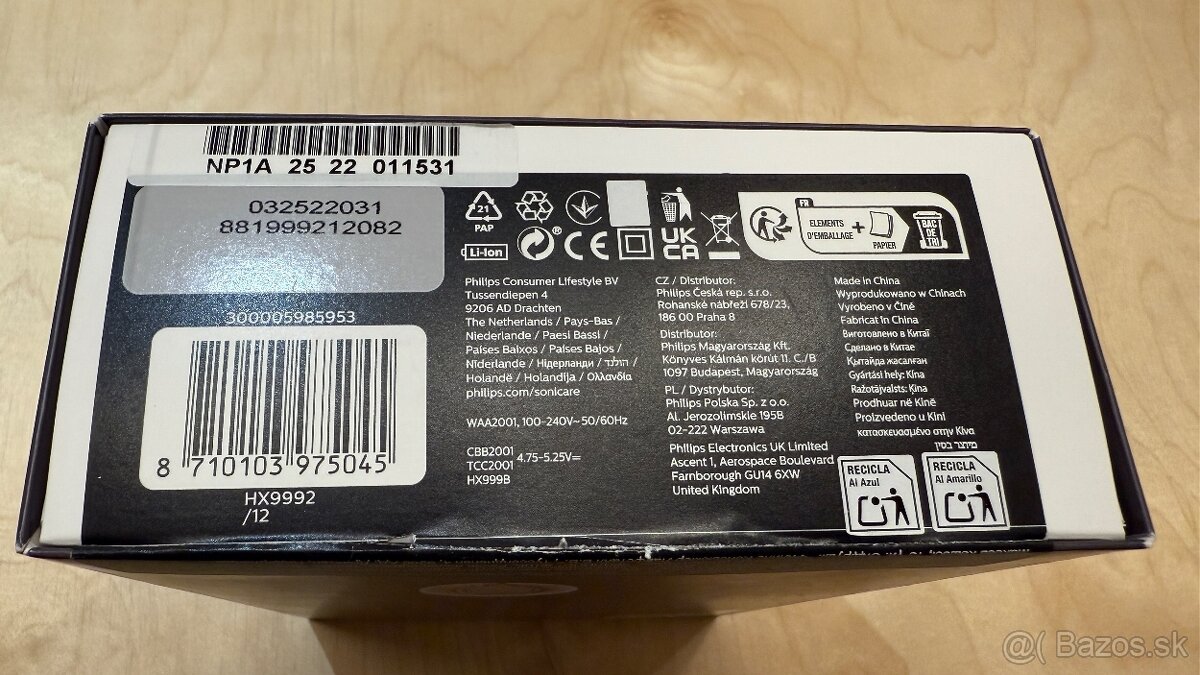 NP1A 25 22 011531
032522031
881999212082
300005985953
8 710103 975045
HX9992
/12
21
PAP
Li-Ion
CE
UK
CA
FR
ELEMENTS
D'EMBALLAGE
+
PAPIER
BAC
DE
TRI
Philips Consumer Lifestyle BV
Tussendiepen 4
9206 AD Drachten
The Netherlands / Pays-Bas /
Niederlande / Paesi Bassi /
Países Baixos / Países Bajos /
Nīderlande / Нідерланди / הולנד /
Holandë / Holandija / Ολλανδία
philips.com/sonicare
WAA2001, 100-240V~ 50/60Hz
CBB2001
TCC2001 4.75-5.25V
HX999B
CZ / Distributor:
Philips Česká rep. s.r.o.
Rohanské nábřeží 678/23,
186 00 Praha 8
Distributor:
Philips Magyarország Kft.
Könyves Kálmán körút 11. C./B
1097 Budapest, Magyarország
PL / Dystrybutor:
Philips Polska Sp. z o.o.
Al. Jerozolimskie 195B
02-222 Warszawa
Philips Electronics UK Limited
Ascent 1, Aerospace Boulevard
Farnborough GU14 6XW
United Kingdom
Made in China
Wyprodukowano w Chinach
Vyrobeno v Číně
Fabricat în China
Виготовлено в Китаї
Сделано в Китае
Қытайда жасалған
Gyártási hely: Kína
Ražotājvalsts: Ķīna
Prodhuar në Kinë
Proizvedeno u Kini
κατασκευασμένο στην Κίνα
מיוצר בסין
RECICLA
Al Azul
RECICLA
Al Amarillo
Bazos.sk